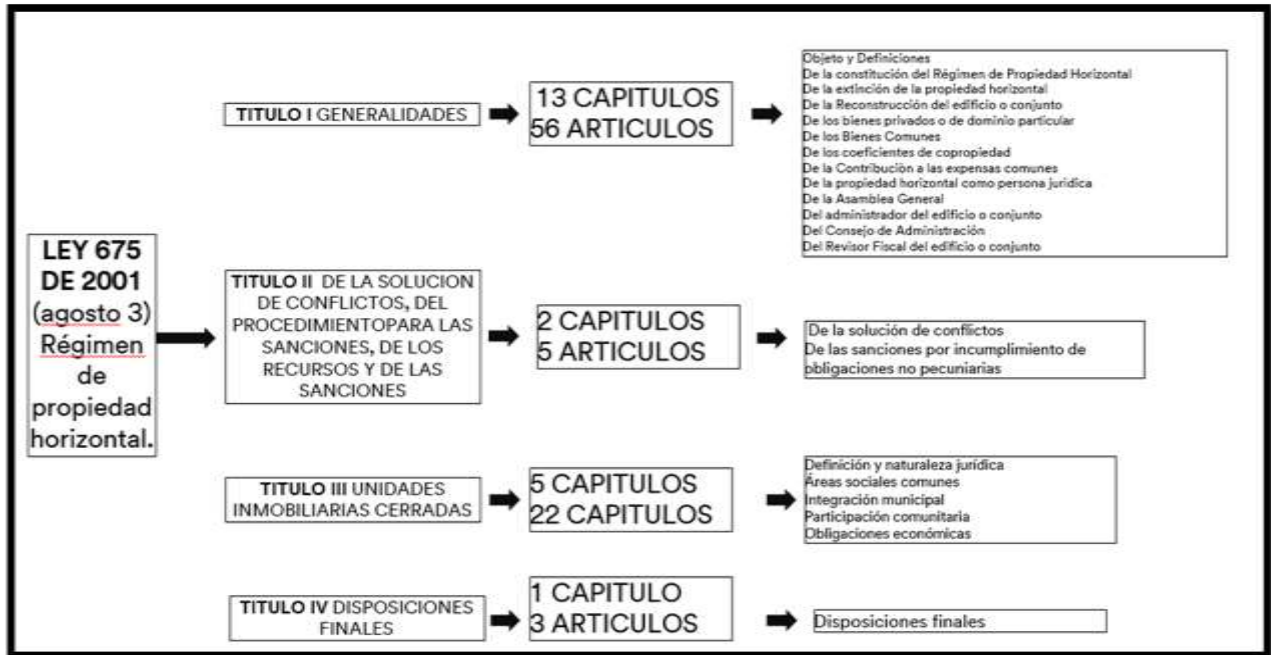 LEY 675
DE 2001
(agosto 3)
Régimen
de
propiedad
horizontal.
TITULO I GENERALIDADES
13 CAPITULOS
56 ARTICULOS
Objeto y Definiciones
De la constitución del Régimen de Propiedad Horizontal
De la extinción de la propiedad horizontal
De la Reconstrucción del edificio o conjunto
De los bienes privados o de dominio particular
De los Bienes Comunes
De los coeficientes de copropiedad
De la Contribución a las expensas comunes
De la propiedad horizontal como persona jurídica
De la Asamblea General
Del administrador del edificio o conjunto
Del Consejo de Administración
Del Revisor Fiscal del edificio o conjunto
TITULO II DE LA SOLUCION
DE CONFLICTOS, DEL
PROCEDIMIENTOPARA LAS
SANCIONES, DE LOS
RECURSOS Y DE LAS
SANCIONES
2 CAPITULOS
5 ARTICULOS
De la solución de conflictos
De las sanciones por incumplimiento de
obligaciones no pecuniarias
TITULO III UNIDADES
INMOBILIARIAS CERRADAS
5 CAPITULOS
22 CAPITULOS
Definición y naturaleza jurídica
Áreas sociales comunes
Integración municipal
Participación comunitaria
Obligaciones económicas
TITULO IV DISPOSICIONES
FINALES
1 CAPITULO
3 ARTICULOS
Disposiciones finales